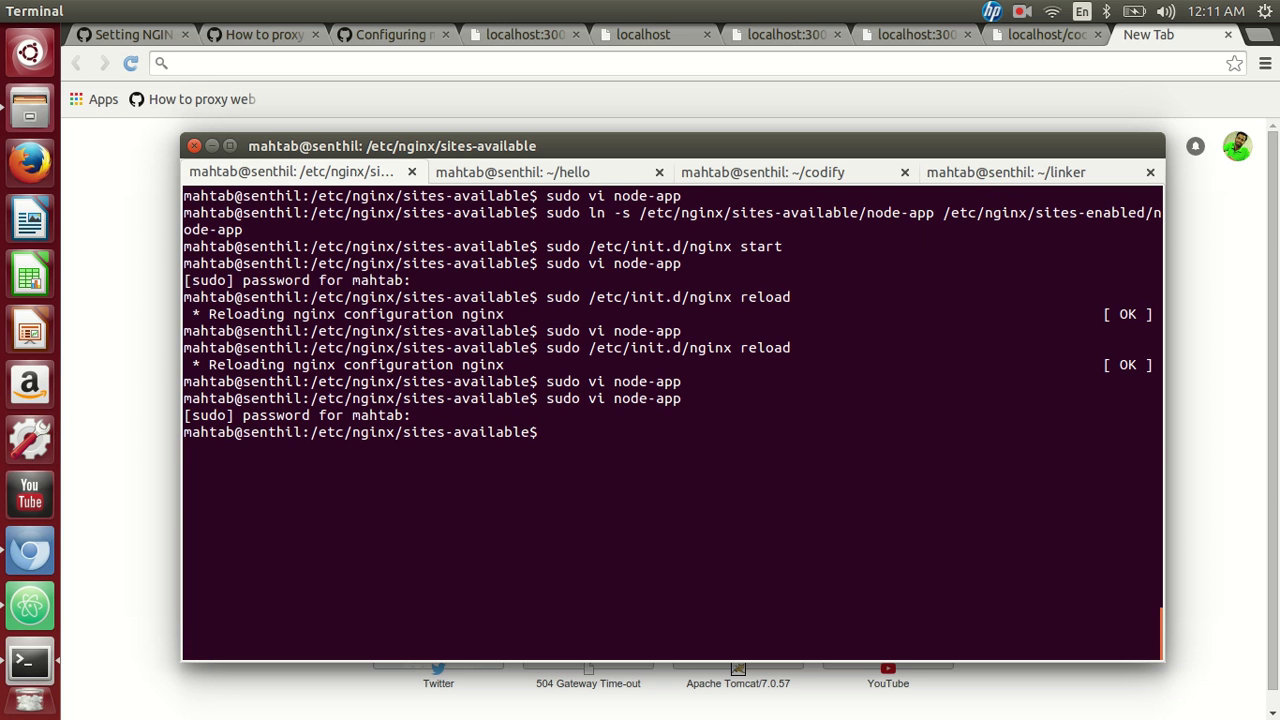 Terminal
En
12:11 AM
Setting NGIN
How to proxy
Configuring n
localhost:300
localhost
localhost:300
localhost:300
localhost/coc
New Tab
Apps
How to proxy web
mahtab@senthil: /etc/nginx/sites-available
mahtab@senthil: /etc/nginx/si...
mahtab@senthil: ~/hello
mahtab@senthil: ~/codify
mahtab@senthil: ~/linker
mahtab@senthil:/etc/nginx/sites-available$ sudo vi node-app
mahtab@senthil:/etc/nginx/sites-available$ sudo ln -s /etc/nginx/sites-available/node-app /etc/nginx/sites-enabled/n
ode-app
mahtab@senthil:/etc/nginx/sites-available$ sudo /etc/init.d/nginx start
mahtab@senthil:/etc/nginx/sites-available$ sudo vi node-app
[sudo] password for mahtab:
mahtab@senthil:/etc/nginx/sites-available$ sudo /etc/init.d/nginx reload
* Reloading nginx configuration nginx [ OK ]
mahtab@senthil:/etc/nginx/sites-available$ sudo vi node-app
mahtab@senthil:/etc/nginx/sites-available$ sudo /etc/init.d/nginx reload
* Reloading nginx configuration nginx [ OK ]
mahtab@senthil:/etc/nginx/sites-available$ sudo vi node-app
mahtab@senthil:/etc/nginx/sites-available$ sudo vi node-app
[sudo] password for mahtab:
mahtab@senthil:/etc/nginx/sites-available$
You
Tube
Twitter
504 Gateway Time-out
Apache Tomcat/7.0.57
YouTube